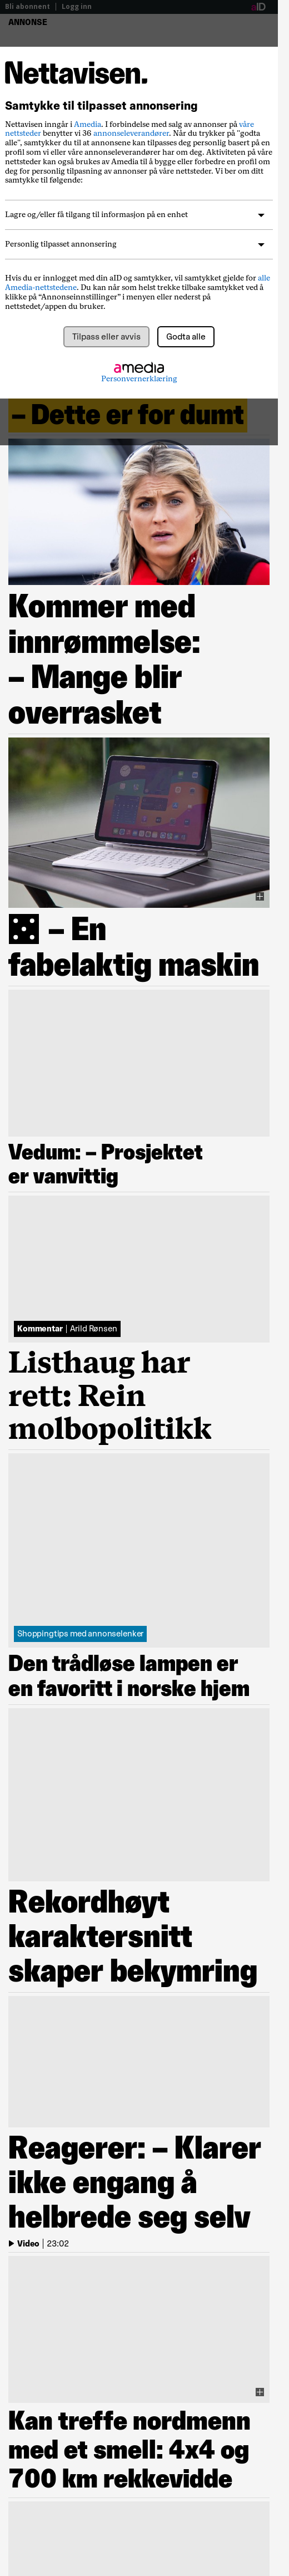 Bli abonnent | Logg inn
aID
ANNONSE
Nettavisen.
Samtykke til tilpasset annonsering
Nettavisen inngår i Amedia. I forbindelse med salg av annonser på våre
nettsteder benytter vi 36 annonseleverandører. Når du trykker på "godta
alle", samtykker du til at annonsene kan tilpasses deg personlig basert på en
profil som vi eller våre annonseleverandører har om deg. Aktiviteten på våre
nettsteder kan også brukes av Amedia til å bygge eller forbedre en profil om
deg for personlig tilpasning av annonser på våre nettsteder. Vi ber om ditt
samtykke til følgende:
Lagre og/eller få tilgang til informasjon på en enhet
Personlig tilpasset annonsering
Hvis du er innlogget med din aID og samtykker, vil samtykket gjelde for alle
Amedia-nettstedene. Du kan når som helst trekke tilbake samtykket ved å
klikke på “Annonseinnstillinger” i menyen eller nederst på
nettstedet/appen du bruker.
Tilpass eller avvis
Godta alle
amedia
Personvernerklæring
– Dette er for dumt
Kommer med
innrømmelse:
– Mange blir
overrasket
– En
fabelaktig maskin
Vedum: – Prosjektet
er vanvittig
Kommentar | Arild Rønsen
Listhaug har
rett: Rein
molbopolitikk
Shoppingtips med annonselenker
Den trådløse lampen er
en favoritt i norske hjem
Rekordhøyt
karaktersnitt
skaper bekymring
Reagerer: – Klarer
ikke engang å
helbrede seg selv
Video | 23:02
Kan treffe nordmenn
med et smell: 4x4 og
700 km rekkevidde